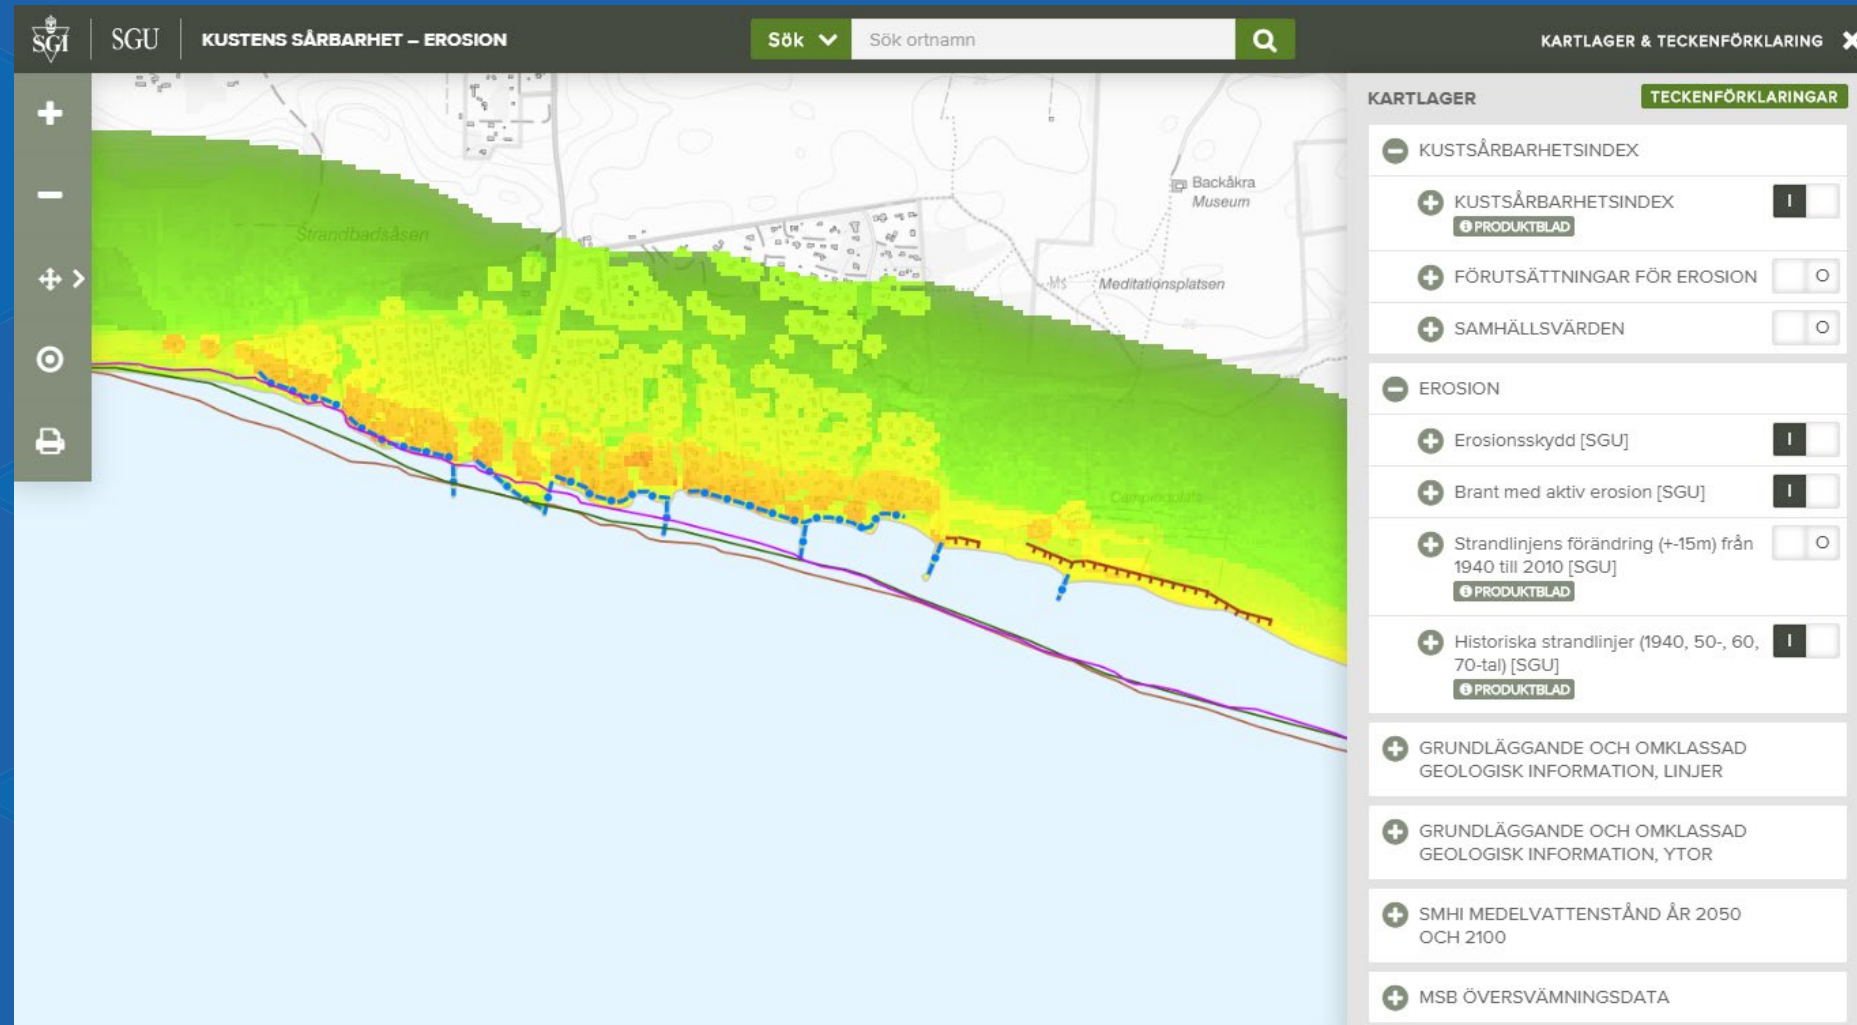 SGI
SGU
KUSTENS SÅRBARHET – EROSION
Sök
Sök ortnamn
KARTLAGER & TECKENFÖRKLARING
Strandbadsåsen
Backåkra
Museum
Meditationsplatsen
Campingplats
KARTLAGER
TECKENFÖRKLARINGAR
KUSTSÅRBARHETSINDEX
KUSTSÅRBARHETSINDEX
PRODUKTBLAD
FÖRUTSÄTTNINGAR FÖR EROSION
SAMHÄLLSVÄRDEN
EROSION
Erosionsskydd [SGU]
Brant med aktiv erosion [SGU]
Strandlinjens förändring (+-15m) från
1940 till 2010 [SGU]
PRODUKTBLAD
Historiska strandlinjer (1940, 50-, 60,
70-tal) [SGU]
PRODUKTBLAD
GRUNDLÄGGANDE OCH OMKLASSAD
GEOLOGISK INFORMATION, LINJER
GRUNDLÄGGANDE OCH OMKLASSAD
GEOLOGISK INFORMATION, YTOR
SMHI MEDELVATTENSTÅND ÅR 2050
OCH 2100
MSB ÖVERSVÄMNINGSDATA